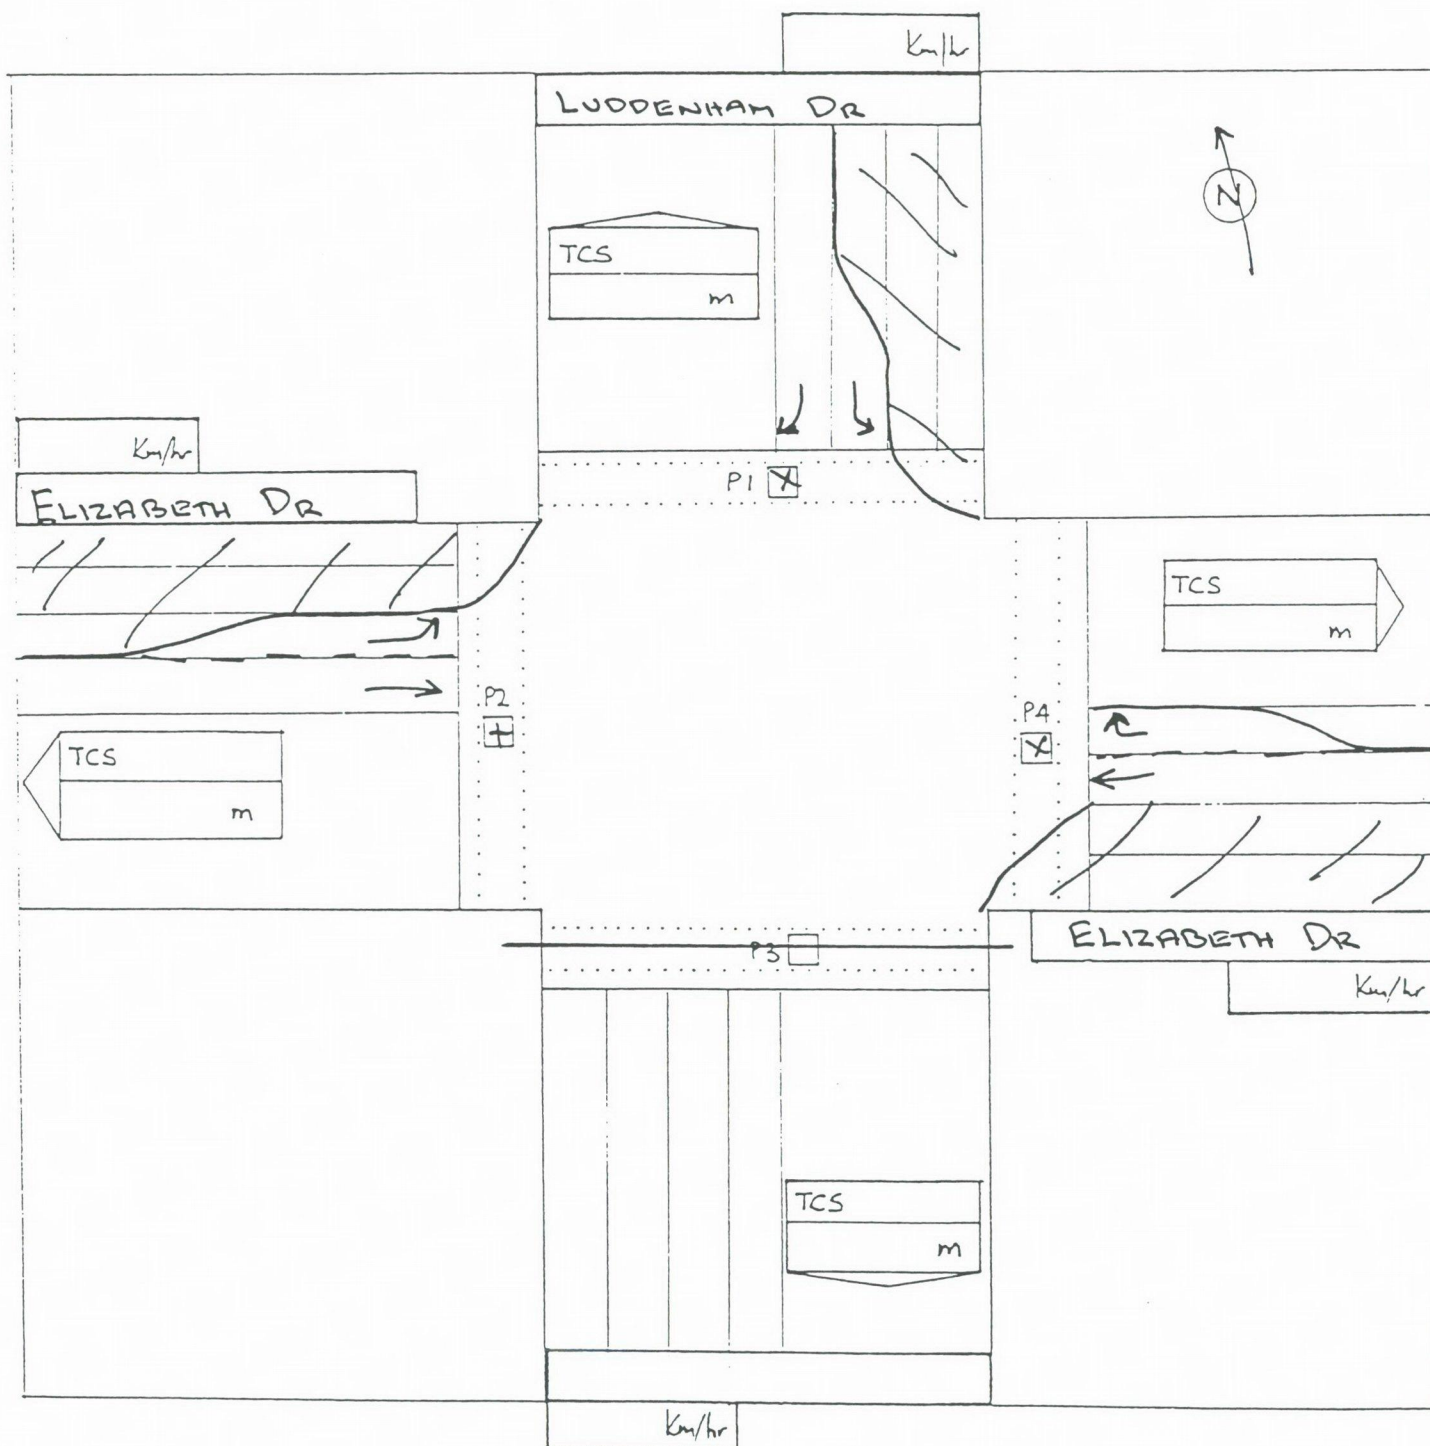 Km/hr
LUDDENHAM DR
N
TCS
m
Km/hr
P1
ELIZABETH DR
TCS
m
P2
P4
TCS
m
P3
ELIZABETH DR
Km/hr
TCS
m
Km/hr